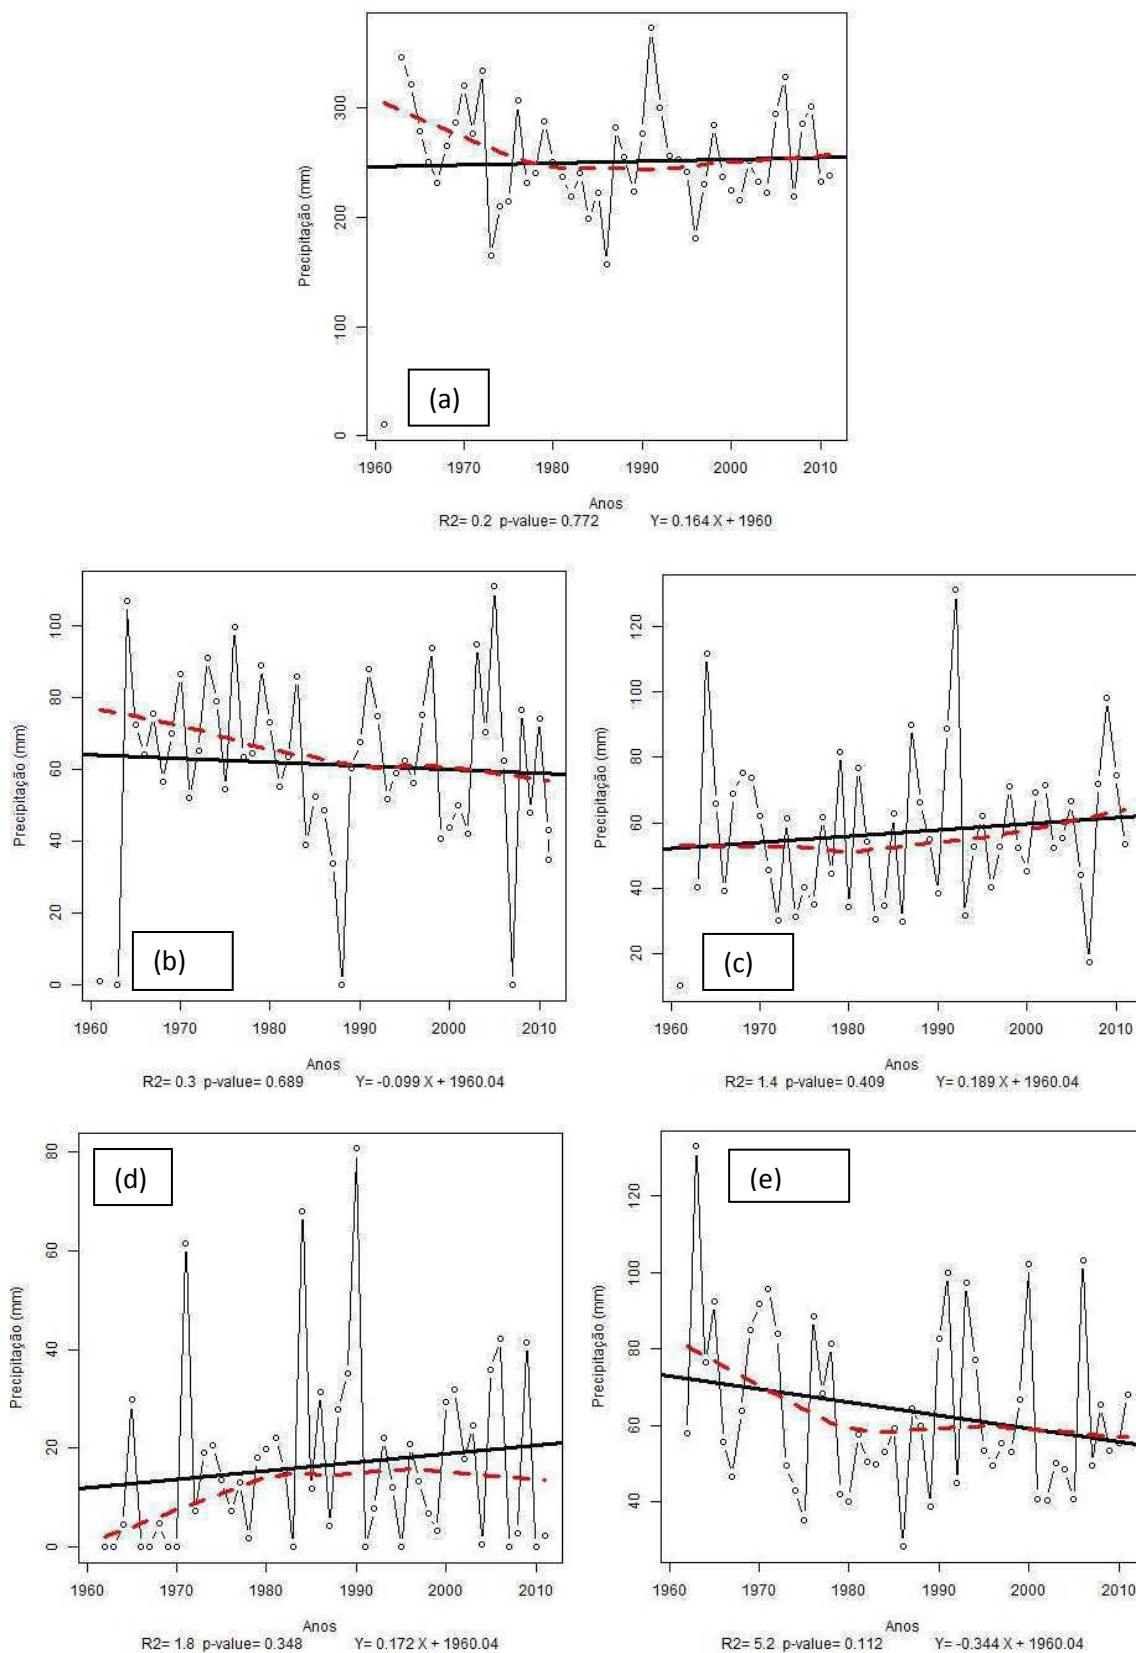 300
200
100
0
Precipitação (mm)
(a)
1960 1970 1980 1990 2000 2010
Anos
R2= 0.2 p-value= 0.772 Y= 0.164 X + 1960
100
80
60
40
20
0
Precipitação (mm)
(b)
1960 1970 1980 1990 2000 2010
Anos
R2= 0.3 p-value= 0.689 Y= -0.099 X + 1960.04
120
100
80
60
40
20
Precipitação (mm)
(c)
1960 1970 1980 1990 2000 2010
Anos
R2= 1.4 p-value= 0.409 Y= 0.189 X + 1960.04
80
60
40
20
0
Precipitação (mm)
(d)
1960 1970 1980 1990 2000 2010
Anos
R2= 1.8 p-value= 0.348 Y= 0.172 X + 1960.04
120
100
80
60
40
Precipitação (mm)
(e)
1960 1970 1980 1990 2000 2010
Anos
R2= 5.2 p-value= 0.112 Y= -0.344 X + 1960.04